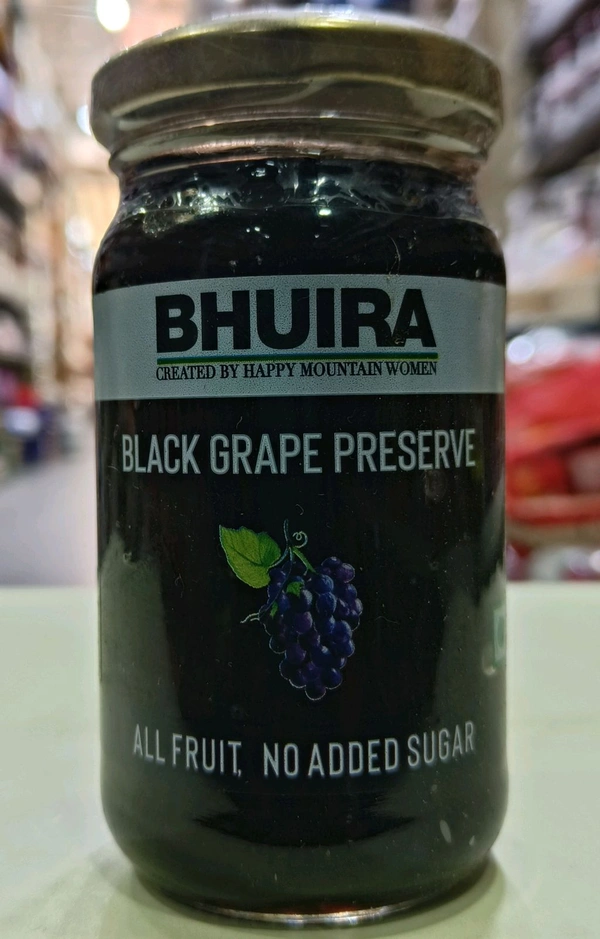 BHUIRA
CREATED BY HAPPY MOUNTAIN WOMEN
BLACK GRAPE PRESERVE
ALL FRUIT, NO ADDED SUGAR